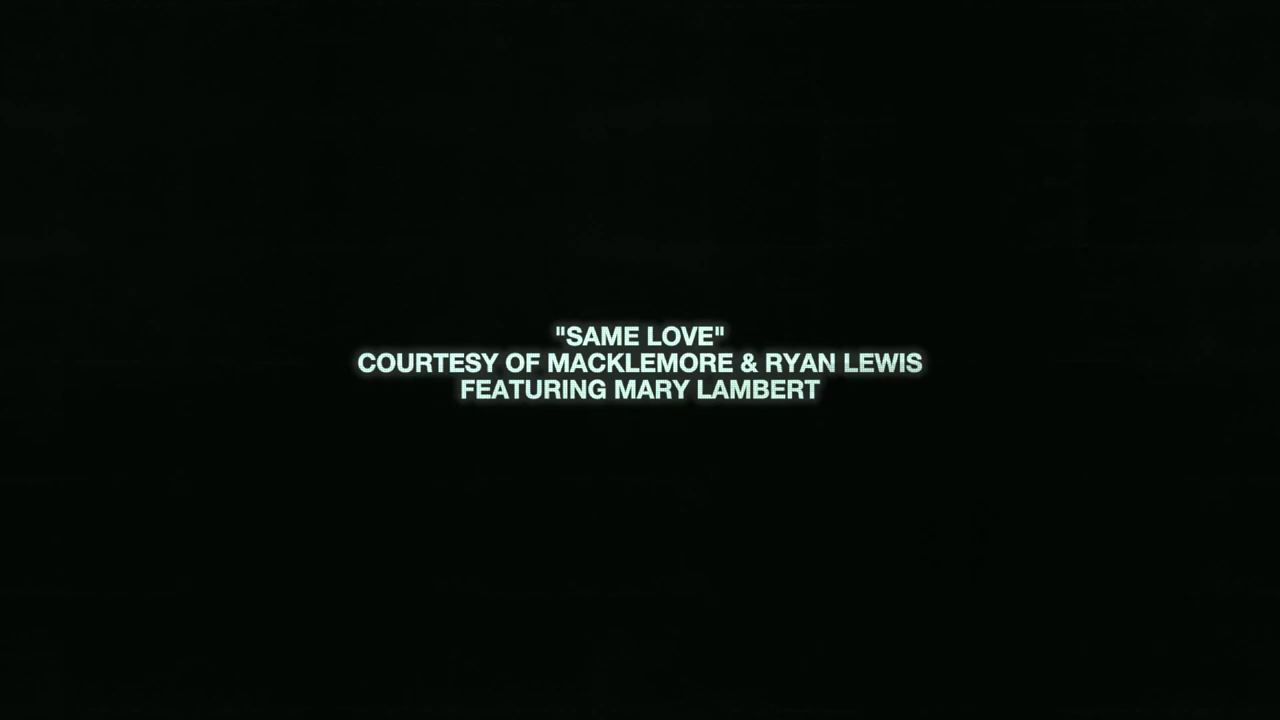 "SAME LOVE"
COURTESY OF MACKLEMORE & RYAN LEWIS
FEATURING MARY LAMBERT